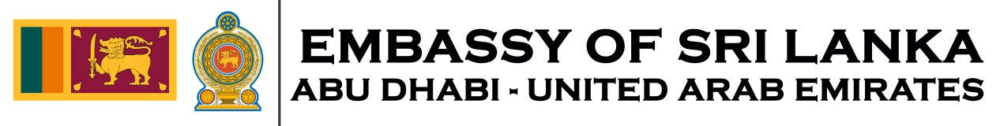 EMBASSY OF SRI LANKA
ABU DHABI - UNITED ARAB EMIRATES